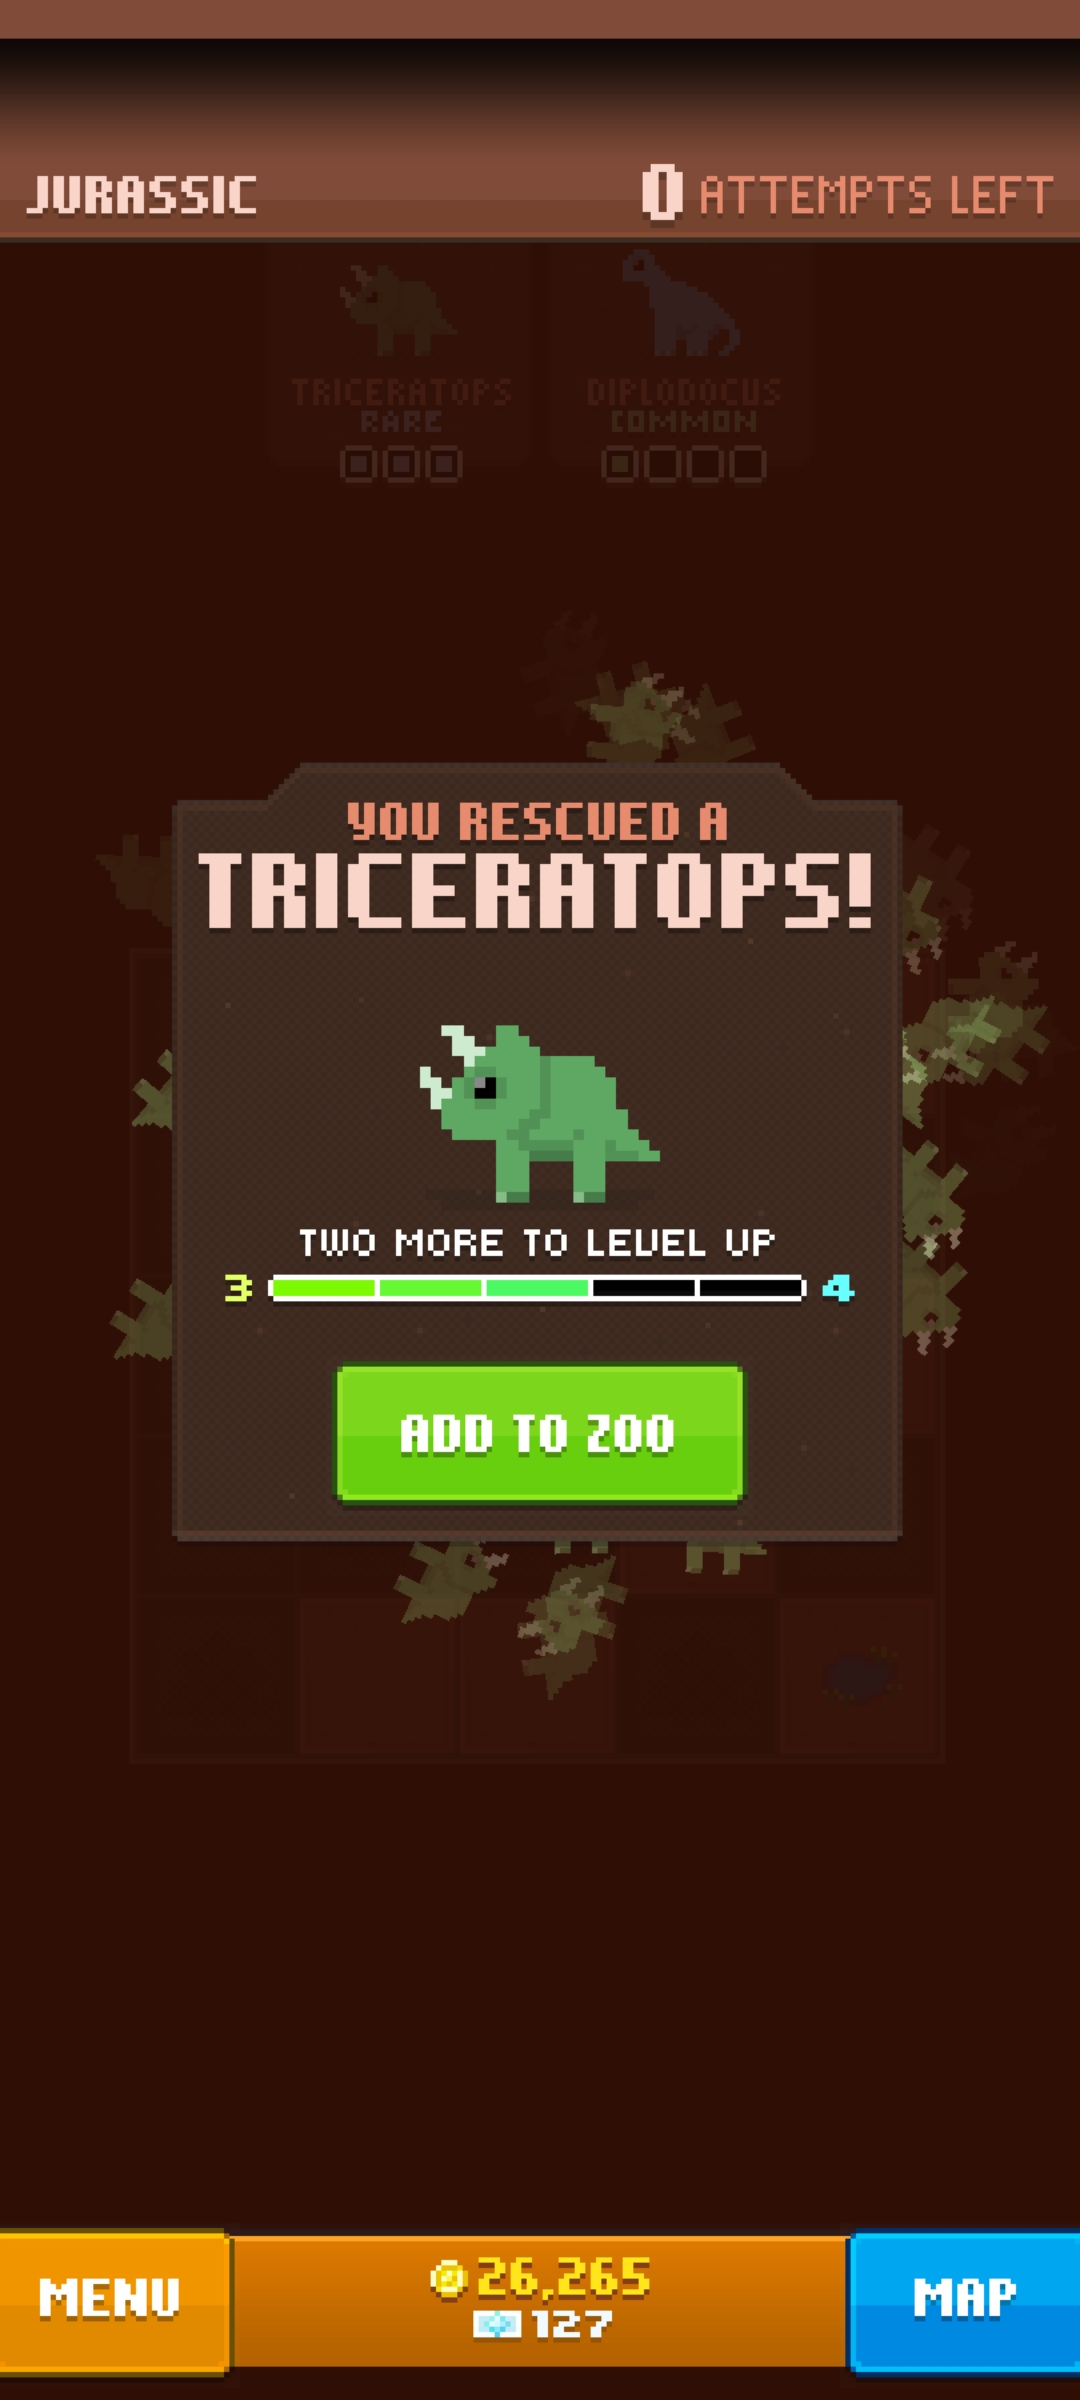 JURASSIC
0 ATTEMPTS LEFT
TRICERATOPS
RARE
DIPLODOCUS
COMMON
YOU RESCUED A
TRICERATOPS!
TWO MORE TO LEVEL UP
3
4
ADD TO ZOO
MENU
26,265
127
MAP